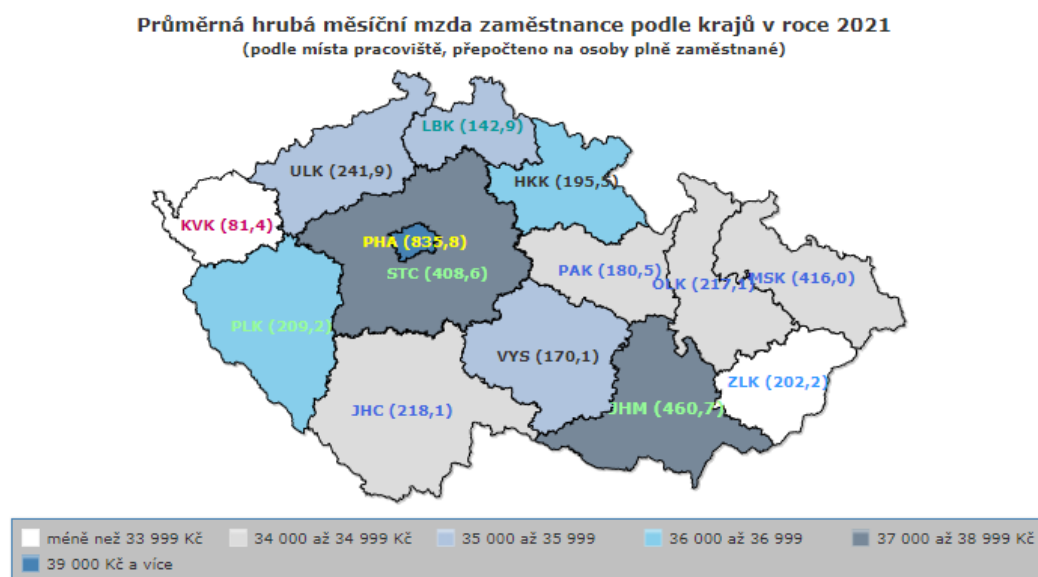 Průměrná hrubá měsíční mzda zaměstnance podle krajů v roce 2021
(podle místa pracoviště, přepočteno na osoby plně zaměstnané)
LBK (142,9)
ULK (241,9)
HKK (195,5)
KVK (81,4)
PHA (835,8)
STC (408,6)
PAK (180,5)
OLK (217,1)
MSK (416,0)
PLK (209,2)
VYS (170,1)
ZLK (202,2)
JHC (218,1)
JHM (460,7)
méně než 33 999 Kč
34 000 až 34 999 Kč
35 000 až 35 999
36 000 až 36 999
37 000 až 38 999 Kč
39 000 Kč a více